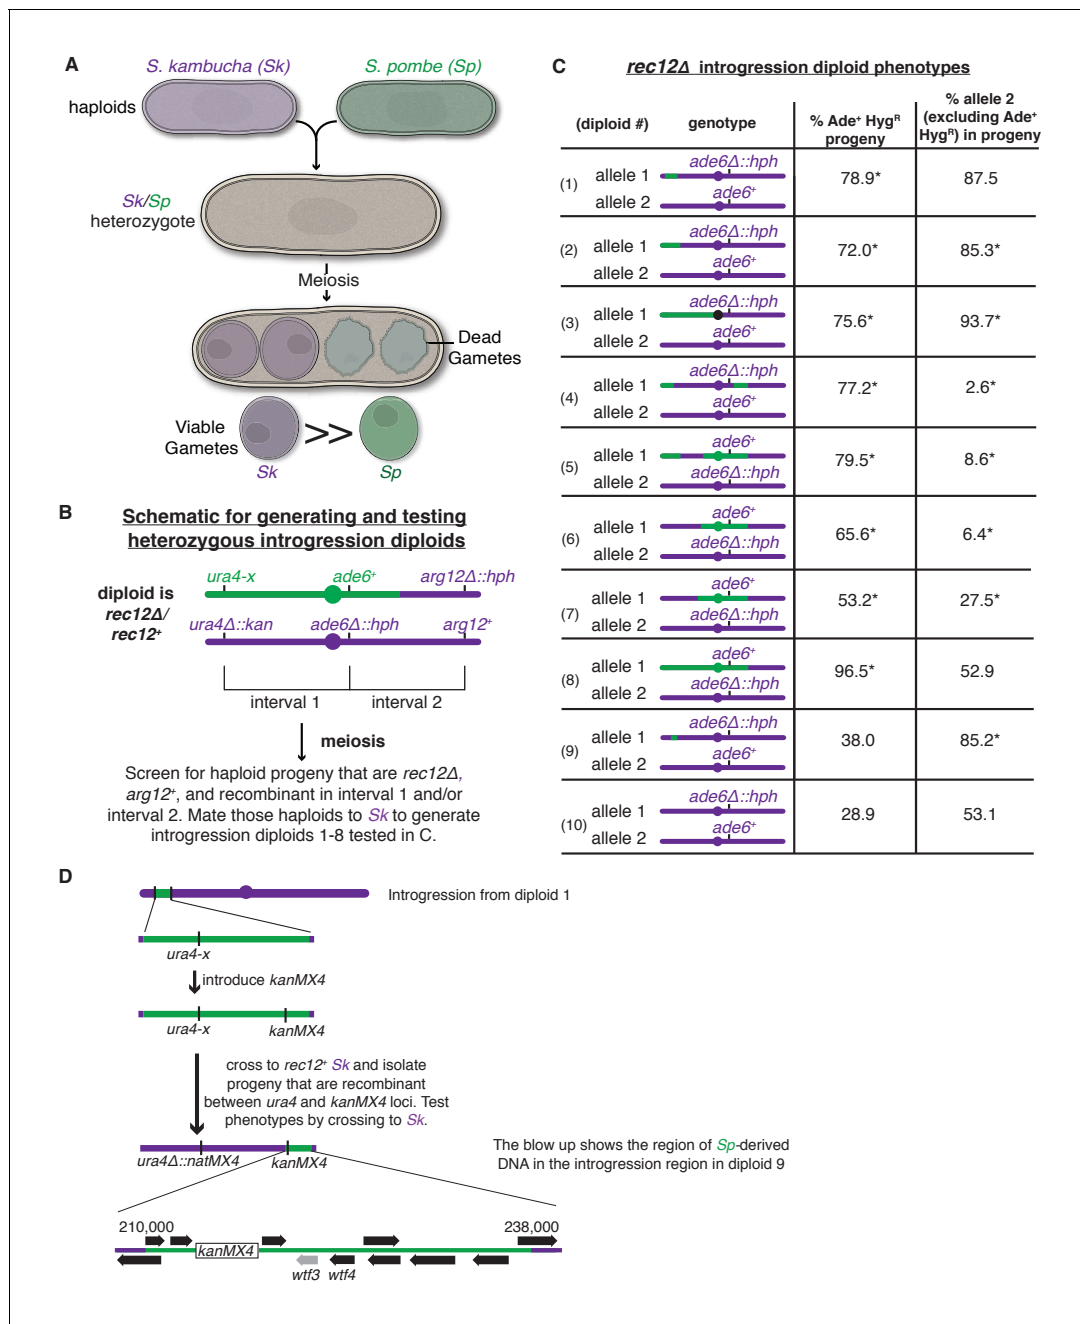 A
S. kambucha (Sk)
S. pombe (Sp)
haploids
Sk/Sp
heterozygote
Meiosis
Dead
Gametes
Viable
Gametes
>>
Sk
Sp
B
Schematic for generating and testing
heterozygous introgression diploids
diploid is
rec12Δ/
rec12⁺
ura4-x
ade6⁺
arg12Δ::hph
ura4Δ::kan
ade6Δ::hph
arg12⁺
interval 1
interval 2
meiosis
Screen for haploid progeny that are rec12Δ,
arg12⁺, and recombinant in interval 1 and/or
interval 2. Mate those haploids to Sk to generate
introgression diploids 1-8 tested in C.
C
rec12Δ introgression diploid phenotypes
(diploid #)
genotype
% Ade⁺ Hygᴿ
progeny
% allele 2
(excluding Ade⁺
Hygᴿ) in progeny
(1)
allele 1
ade6Δ::hph
allele 2
ade6⁺
78.9*
87.5
(2)
allele 1
ade6Δ::hph
allele 2
ade6⁺
72.0*
85.3*
(3)
allele 1
ade6Δ::hph
allele 2
ade6⁺
75.6*
93.7*
(4)
allele 1
ade6Δ::hph
allele 2
ade6⁺
77.2*
2.6*
(5)
allele 1
ade6⁺
allele 2
ade6Δ::hph
79.5*
8.6*
(6)
allele 1
ade6⁺
allele 2
ade6Δ::hph
65.6*
6.4*
(7)
allele 1
ade6⁺
allele 2
ade6Δ::hph
53.2*
27.5*
(8)
allele 1
ade6⁺
allele 2
ade6Δ::hph
96.5*
52.9
(9)
allele 1
ade6Δ::hph
allele 2
ade6⁺
38.0
85.2*
(10)
allele 1
ade6Δ::hph
allele 2
ade6⁺
28.9
53.1
D
Introgression from diploid 1
ura4-x
introduce kanMX4
ura4-x
kanMX4
cross to rec12⁺ Sk and isolate
progeny that are recombinant
between ura4 and kanMX4 loci. Test
phenotypes by crossing to Sk.
ura4Δ::natMX4
kanMX4
The blow up shows the region of Sp-derived
DNA in the introgression region in diploid 9
210,000
238,000
kanMX4
wtf3
wtf4